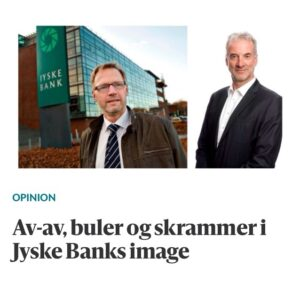 JYSKE
BANK
OPINION
Av-av, buler og skrammer i
Jyske Banks image